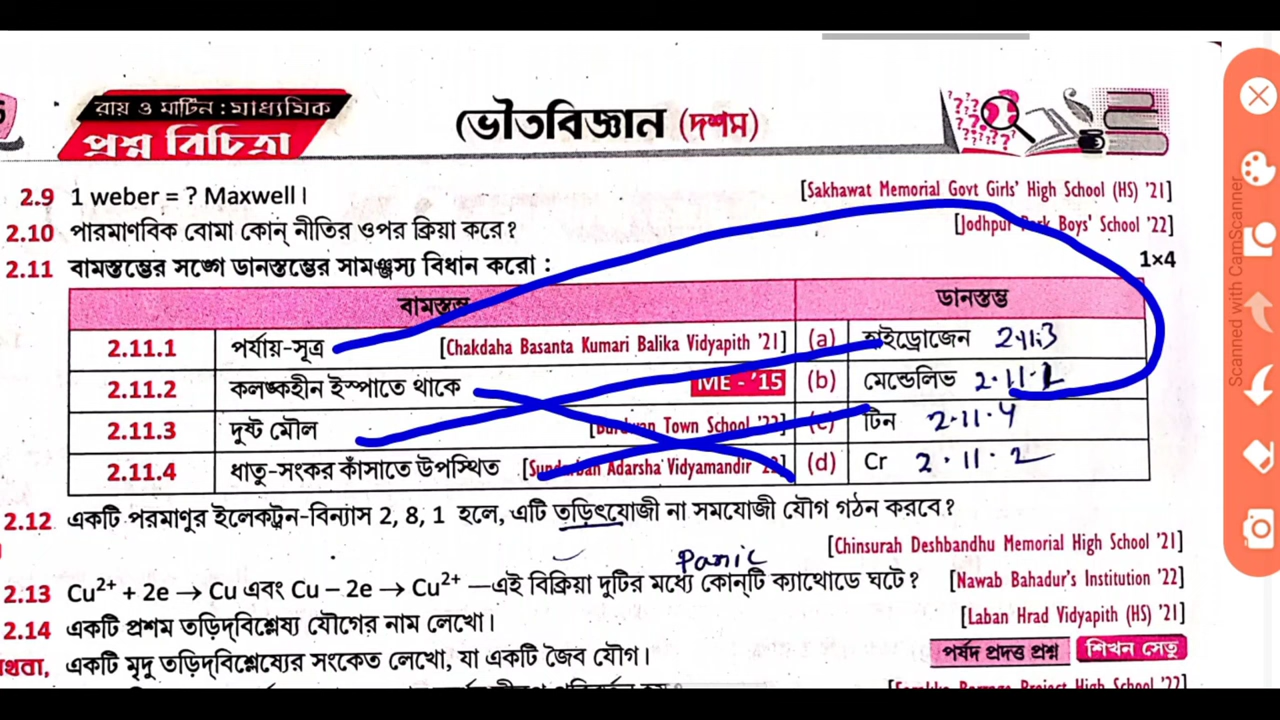 রায় ও মার্টিন : মাধ্যমিক
প্রশ্ন বিচিত্রা
ভৌতবিজ্ঞান (দশম)
2.9 1 weber = ? Maxwell। [Sakhawat Memorial Govt Girls' High School (HS) '21]
2.10 পারমাণবিক বোমা কোন্ নীতির ওপর ক্রিয়া করে? [Jodhpur Park Boys' School '22]
2.11 বামস্তম্ভের সঙ্গে ডানস্তম্ভের সামঞ্জস্য বিধান করো : 1×4
বামস্তম্ভ ডানস্তম্ভ
2.11.1 পর্যায়-সূত্র [Chakdaha Basanta Kumari Balika Vidyapith '21] (a) হাইড্রোজেন 2.11.3
2.11.2 কলঙ্কহীন ইস্পাতে থাকে ME - '15 (b) মেন্ডেলিভ 2.11.1
2.11.3 দুষ্ট মৌল [Burdwan Town School '22] (c) টিন 2.11.4
2.11.4 ধাতু-সংকর কাঁসাতে উপস্থিত [Sundarban Adarsha Vidyamandir '22] (d) Cr 2.11.2
2.12 একটি পরমাণুর ইলেকট্রন-বিন্যাস 2, 8, 1 হলে, এটি তড়িৎযোজী না সমযোজী যৌগ গঠন করবে?
[Chinsurah Deshbandhu Memorial High School '21]
Panic
2.13 Cu²⁺ + 2e → Cu এবং Cu – 2e → Cu²⁺ —এই বিক্রিয়া দুটির মধ্যে কোন্‌টি ক্যাথোডে ঘটে? [Nawab Bahadur's Institution '22]
2.14 একটি প্রশম তড়িদ্‌বিশ্লেষ্য যৌগের নাম লেখো। [Laban Hrad Vidyapith (HS) '21]
একটি মৃদু তড়িদ্‌বিশ্লেষ্যের সংকেত লেখো, যা একটি জৈব যৌগ। পর্ষদ প্রদত্ত প্রশ্ন শিখন সেতু
Scanned with CamScanner